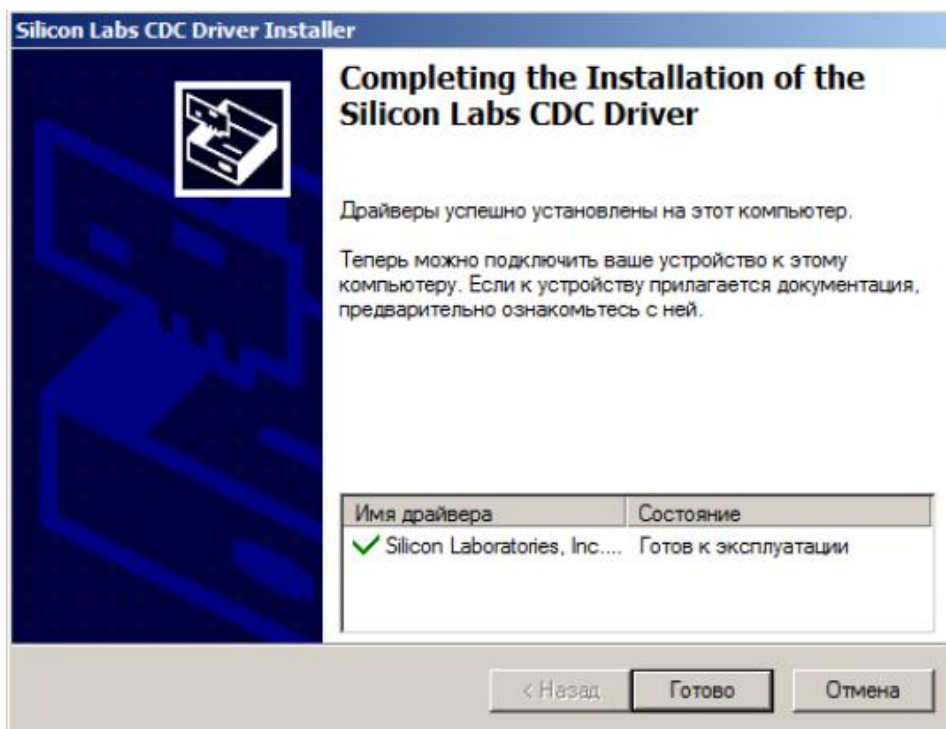 Silicon Labs CDC Driver Installer
Completing the Installation of the
Silicon Labs CDC Driver
Драйверы успешно установлены на этот компьютер.
Теперь можно подключить ваше устройство к этому
компьютеру. Если к устройству прилагается документация,
предварительно ознакомьтесь с ней.
Имя драйвера Состояние
Silicon Laboratories, Inc.... Готов к эксплуатации
< Назад Готово Отмена